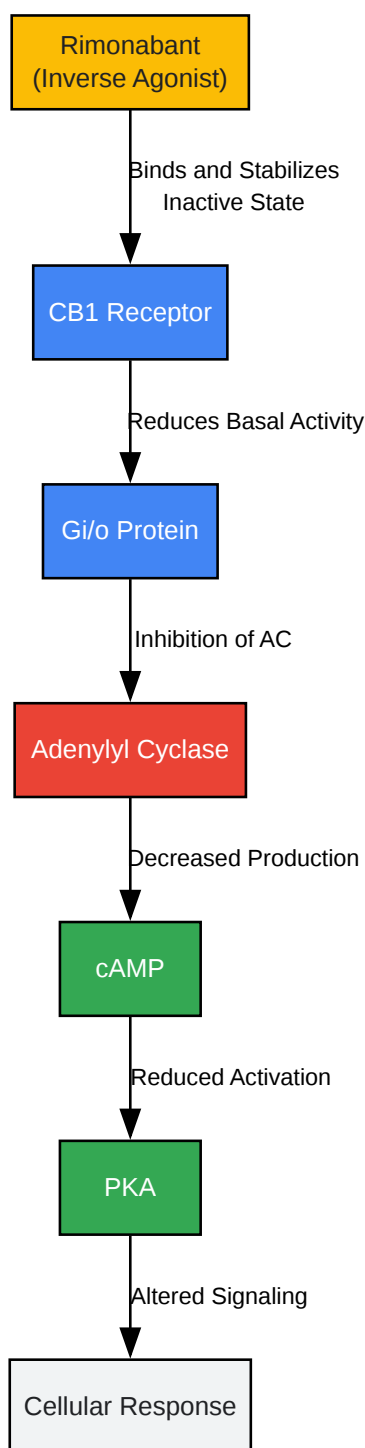 Rimonabant
(Inverse Agonist)
Binds and Stabilizes
Inactive State
CB1 Receptor
Reduces Basal Activity
Gi/o Protein
Inhibition of AC
Adenylyl Cyclase
Decreased Production
cAMP
Reduced Activation
PKA
Altered Signaling
Cellular Response